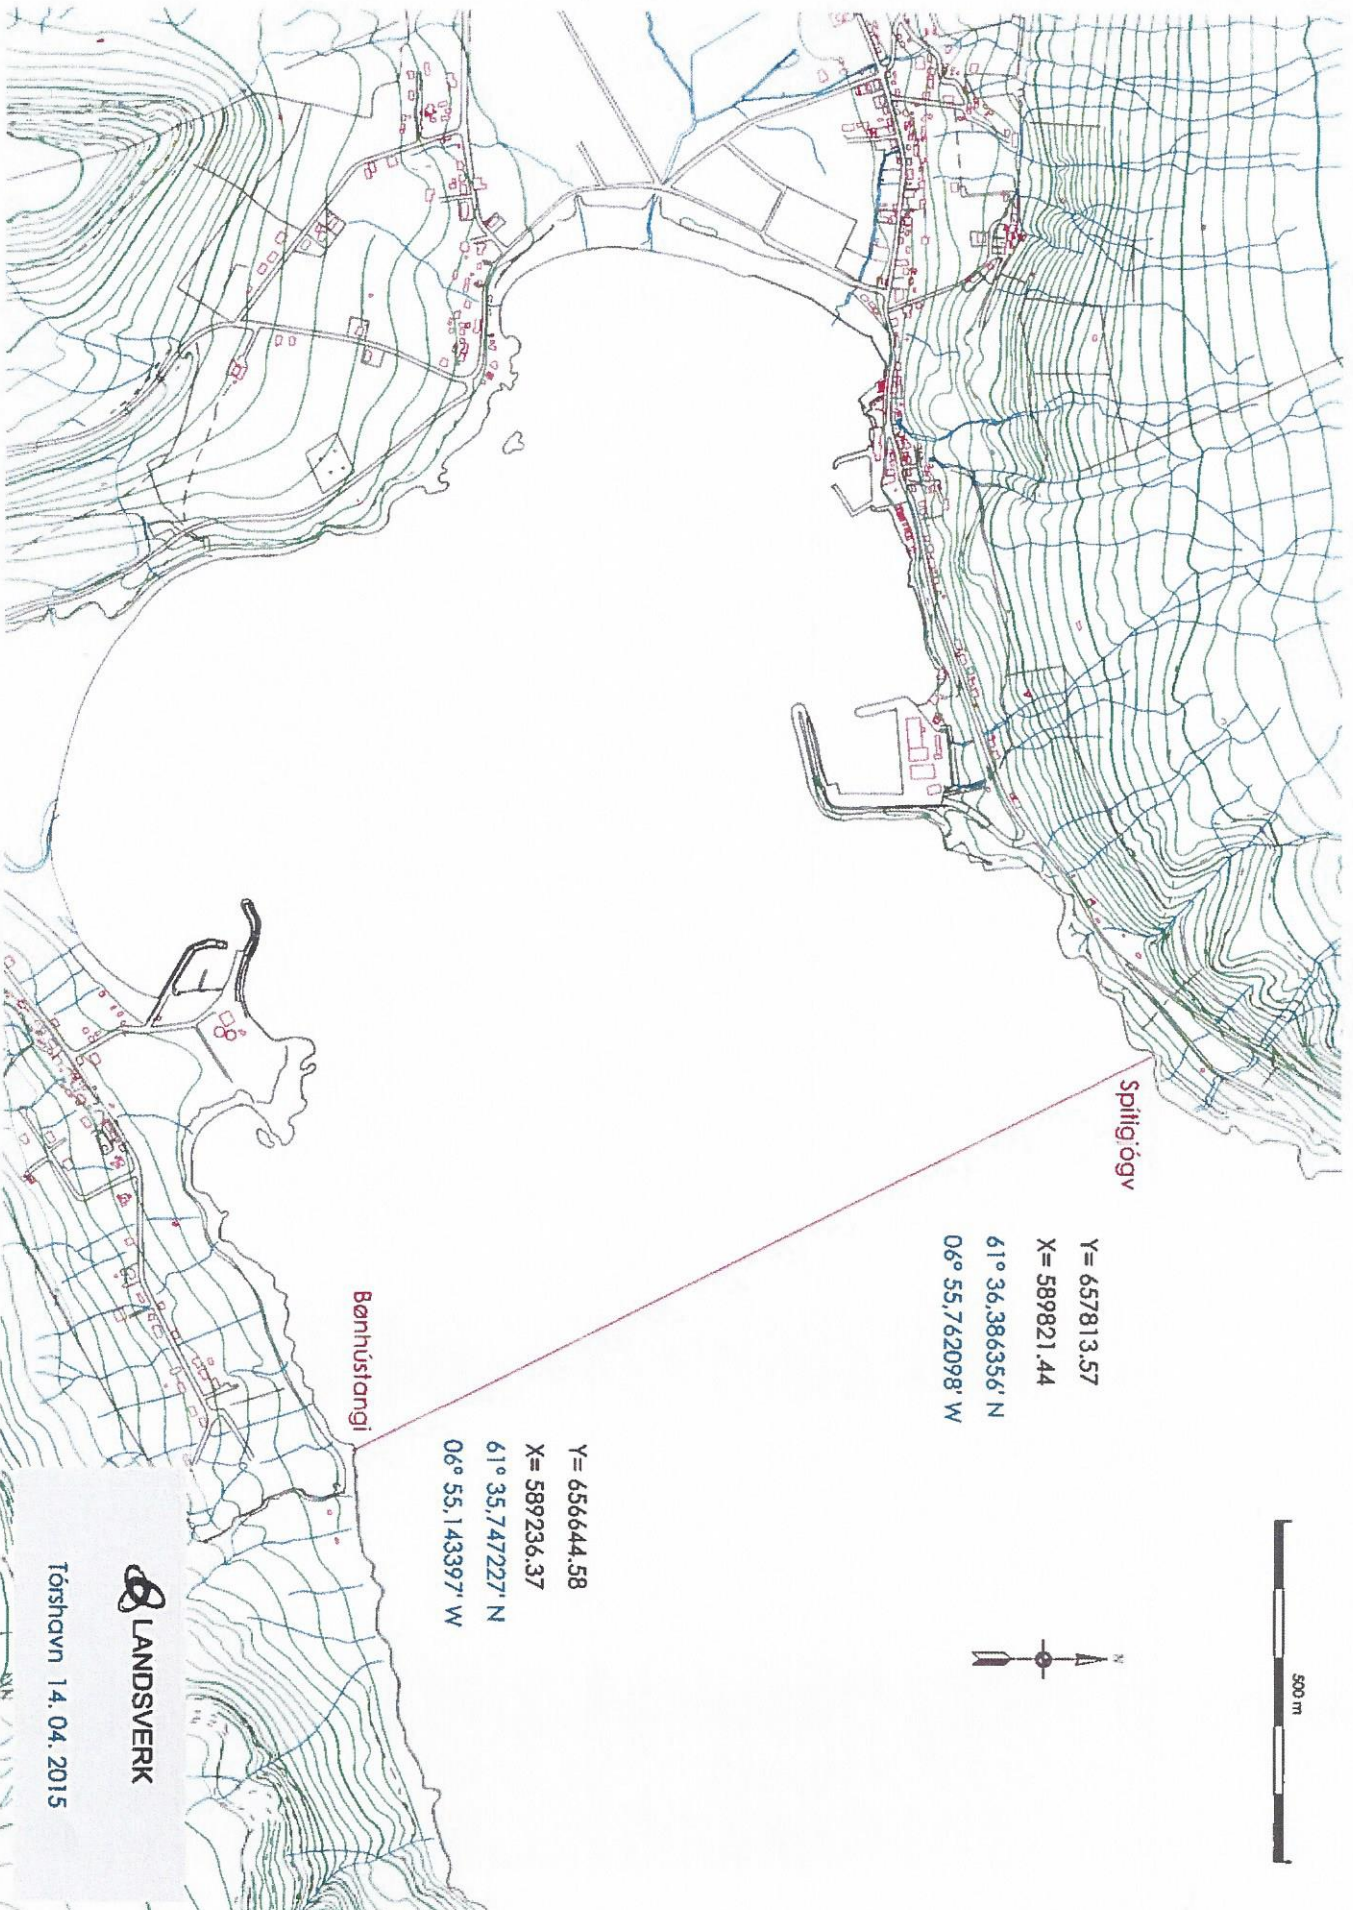 500 m
N
Spítigjógv
Y= 657813.57
X= 589821.44
61° 36,386356' N
06° 55,762098' W
Bønhústangi
Y= 656644.58
X= 589236.37
61° 35,747227' N
06° 55,143397' W
LANDSVERK
Tórshavn 14. 04. 2015